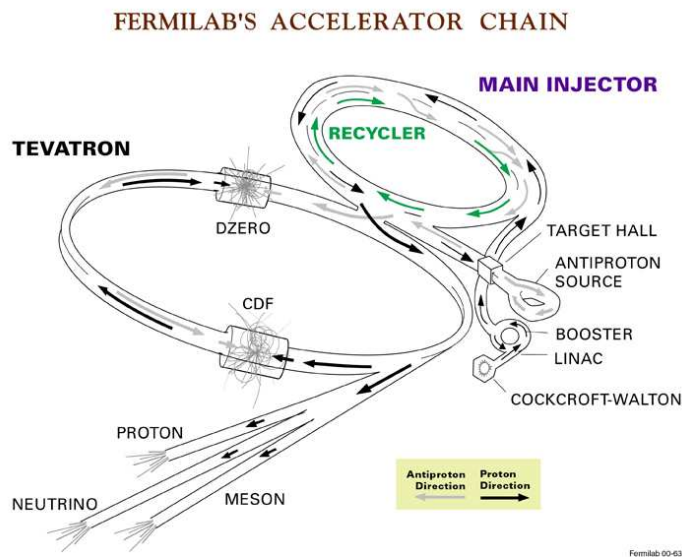 FERMILAB'S ACCELERATOR CHAIN
MAIN INJECTOR
RECYCLER
TEVATRON
DZERO
TARGET HALL
ANTIPROTON
SOURCE
CDF
BOOSTER
LINAC
COCKCROFT-WALTON
PROTON
NEUTRINO
MESON
Antiproton
Direction
Proton
Direction
Fermilab 00-63